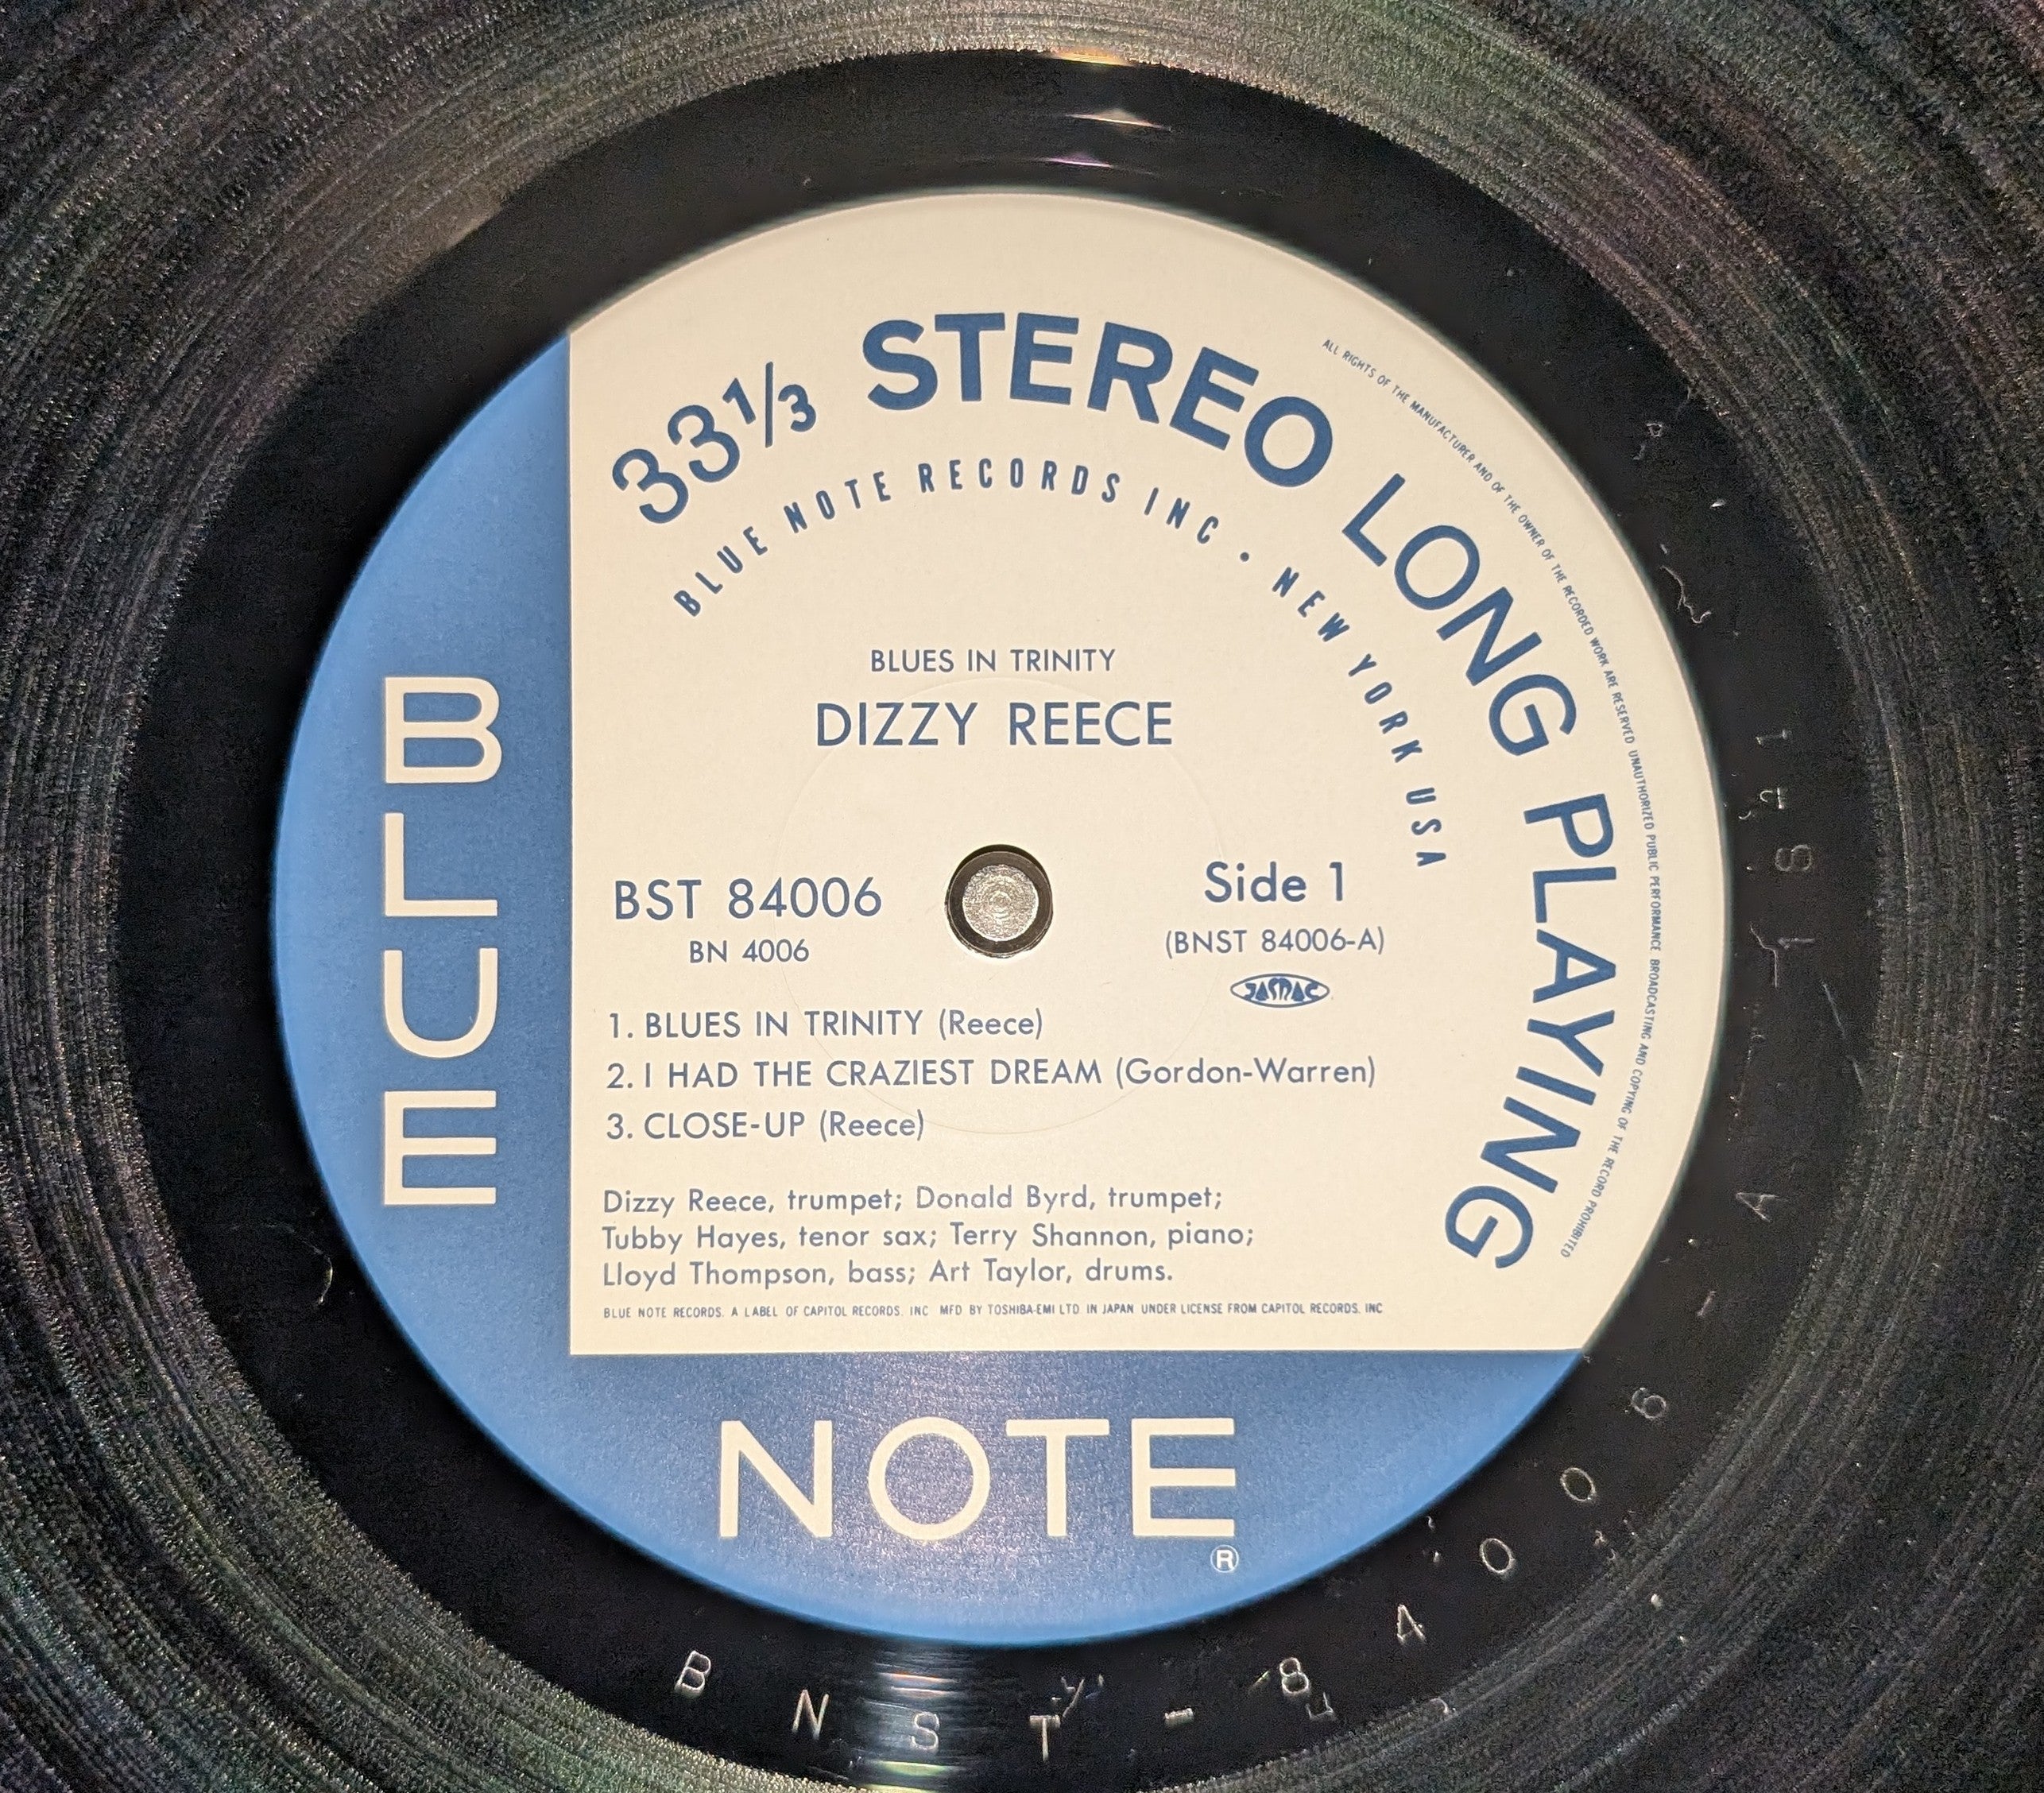 33⅓ STEREO LONG PLAYING
BLUE NOTE RECORDS INC • NEW YORK USA
ALL RIGHTS OF THE MANUFACTURER AND OF THE OWNER OF THE RECORDED WORK ARE RESERVED UNAUTHORIZED PUBLIC PERFORMANCE BROADCASTING AND COPYING OF THE RECORD PROHIBITED
BLUES IN TRINITY
DIZZY REECE
BST 84006
BN 4006
Side 1
(BNST 84006-A)
JASRAC
1. BLUES IN TRINITY (Reece)
2. I HAD THE CRAZIEST DREAM (Gordon-Warren)
3. CLOSE-UP (Reece)
Dizzy Reece, trumpet; Donald Byrd, trumpet;
Tubby Hayes, tenor sax; Terry Shannon, piano;
Lloyd Thompson, bass; Art Taylor, drums.
BLUE NOTE RECORDS. A LABEL OF CAPITOL RECORDS. INC MFD BY TOSHIBA-EMI LTD. IN JAPAN UNDER LICENSE FROM CAPITOL RECORDS. INC
BLUE
NOTE
®
BNST-84006-A